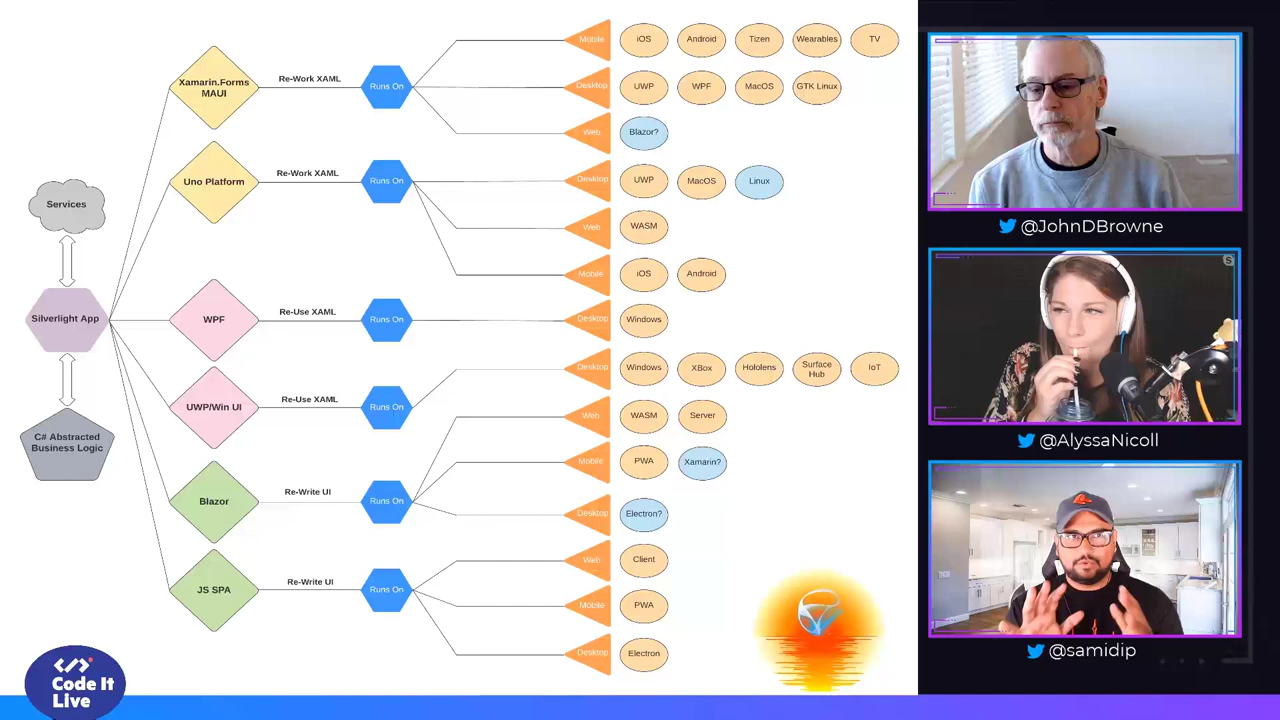 Services
Silverlight App
C# Abstracted
Business Logic
Xamarin.Forms
MAUI
Re-Work XAML
Runs On
Mobile
iOS
Android
Tizen
Wearables
TV
Desktop
UWP
WPF
MacOS
GTK Linux
Web
Blazor?
Uno Platform
Re-Work XAML
Runs On
Desktop
UWP
MacOS
Linux
Web
WASM
Mobile
iOS
Android
WPF
Re-Use XAML
Runs On
Desktop
Windows
UWP/Win UI
Re-Use XAML
Runs On
Desktop
Windows
XBox
Hololens
Surface
Hub
IoT
Blazor
Re-Write UI
Runs On
Web
WASM
Server
Mobile
PWA
Xamarin?
Desktop
Electron?
JS SPA
Re-Write UI
Runs On
Web
Client
Mobile
PWA
Desktop
Electron
</> 
Code It
Live
@JohnDBrowne
@AlyssaNicoll
@samidip